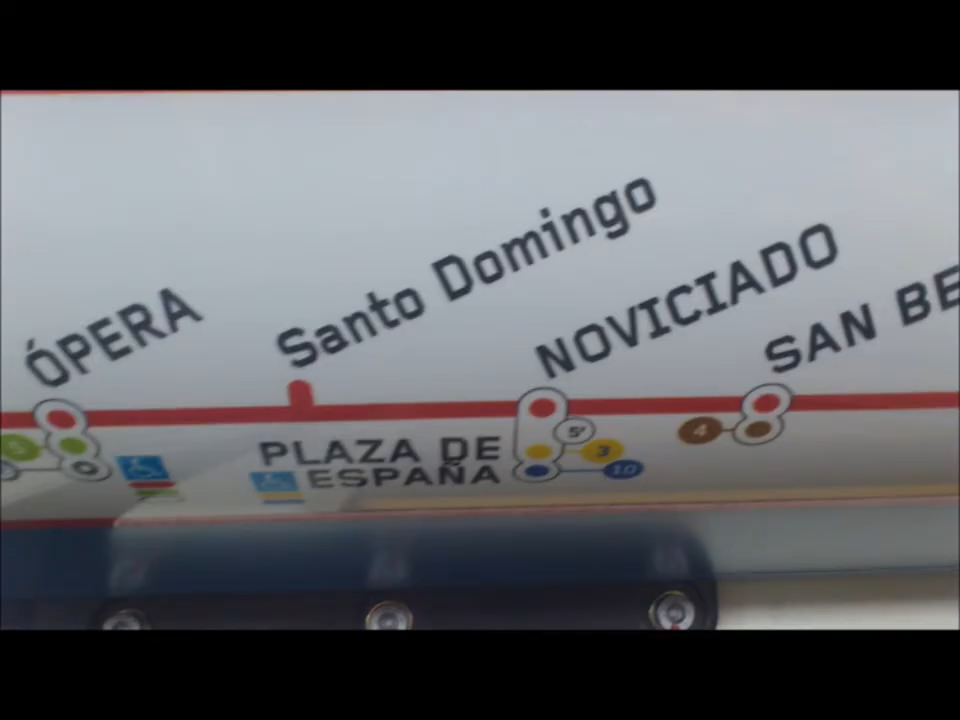 ÓPERA
Santo Domingo
NOVICIADO
SAN BE
PLAZA DE
ESPAÑA
5'
3
10
4